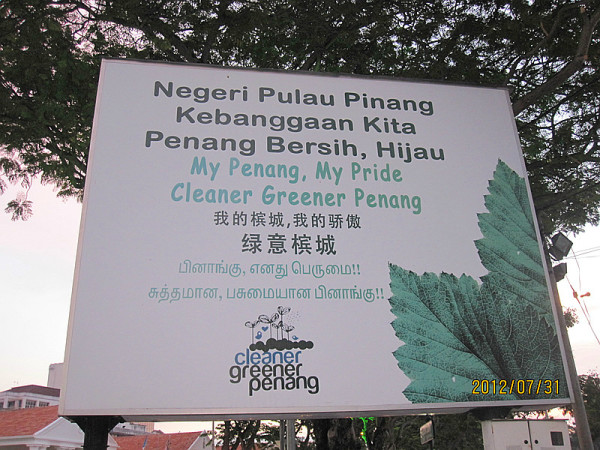 Negeri Pulau Pinang
Kebanggaan Kita
Penang Bersih, Hijau
My Penang, My Pride
Cleaner Greener Penang
我的槟城,我的骄傲
绿意槟城
பினாங்கு, எனது பெருமை!!
சுத்தமான, பசுமையான பினாங்கு!!
cleaner
greener
penang
2012/07/31